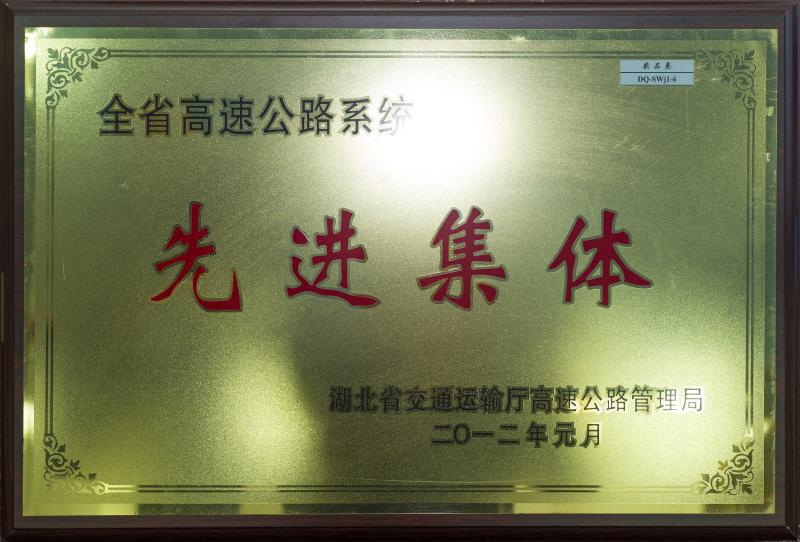 奖品类
DQ-SWj1-6
全省高速公路系统
先进集体
湖北省交通运输厅高速公路管理局
二〇一二年元月